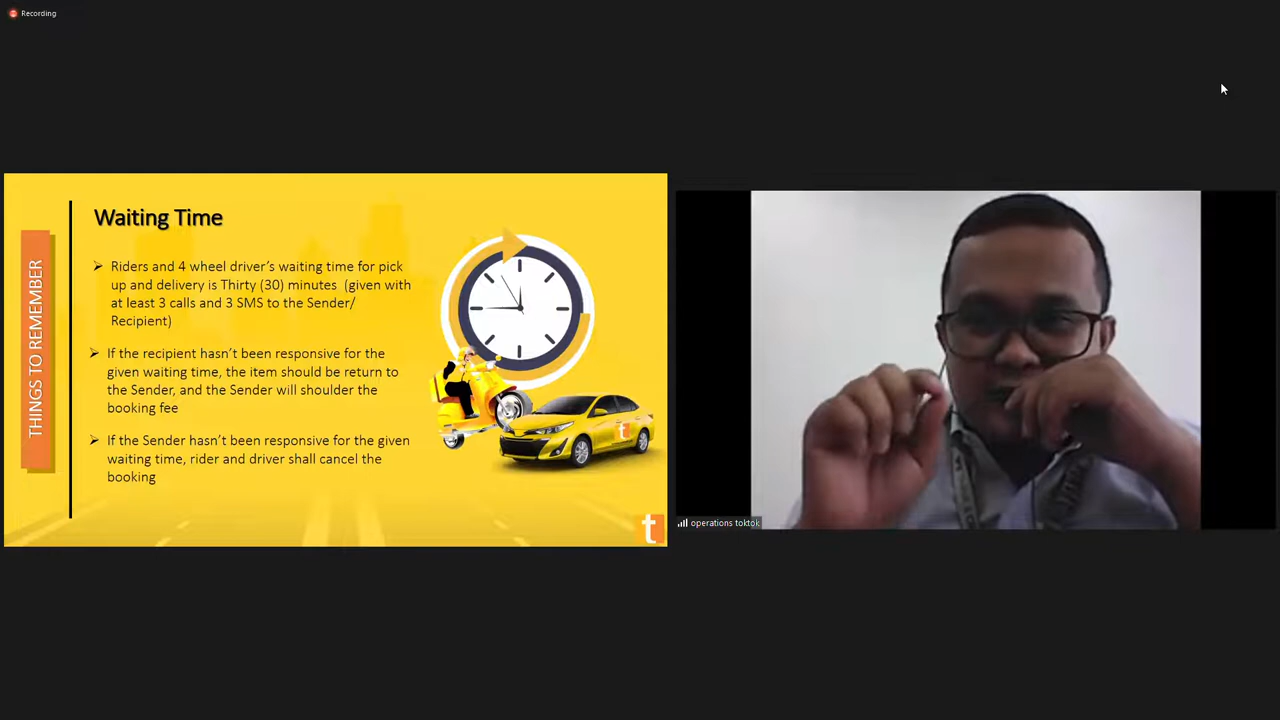 Recording
THINGS TO REMEMBER
Waiting Time
➢ Riders and 4 wheel driver's waiting time for pick
up and delivery is Thirty (30) minutes (given with
at least 3 calls and 3 SMS to the Sender/
Recipient)
➢ If the recipient hasn't been responsive for the
given waiting time, the item should be return to
the Sender, and the Sender will shoulder the
booking fee
➢ If the Sender hasn't been responsive for the given
waiting time, rider and driver shall cancel the
booking
t
t
operations toktok